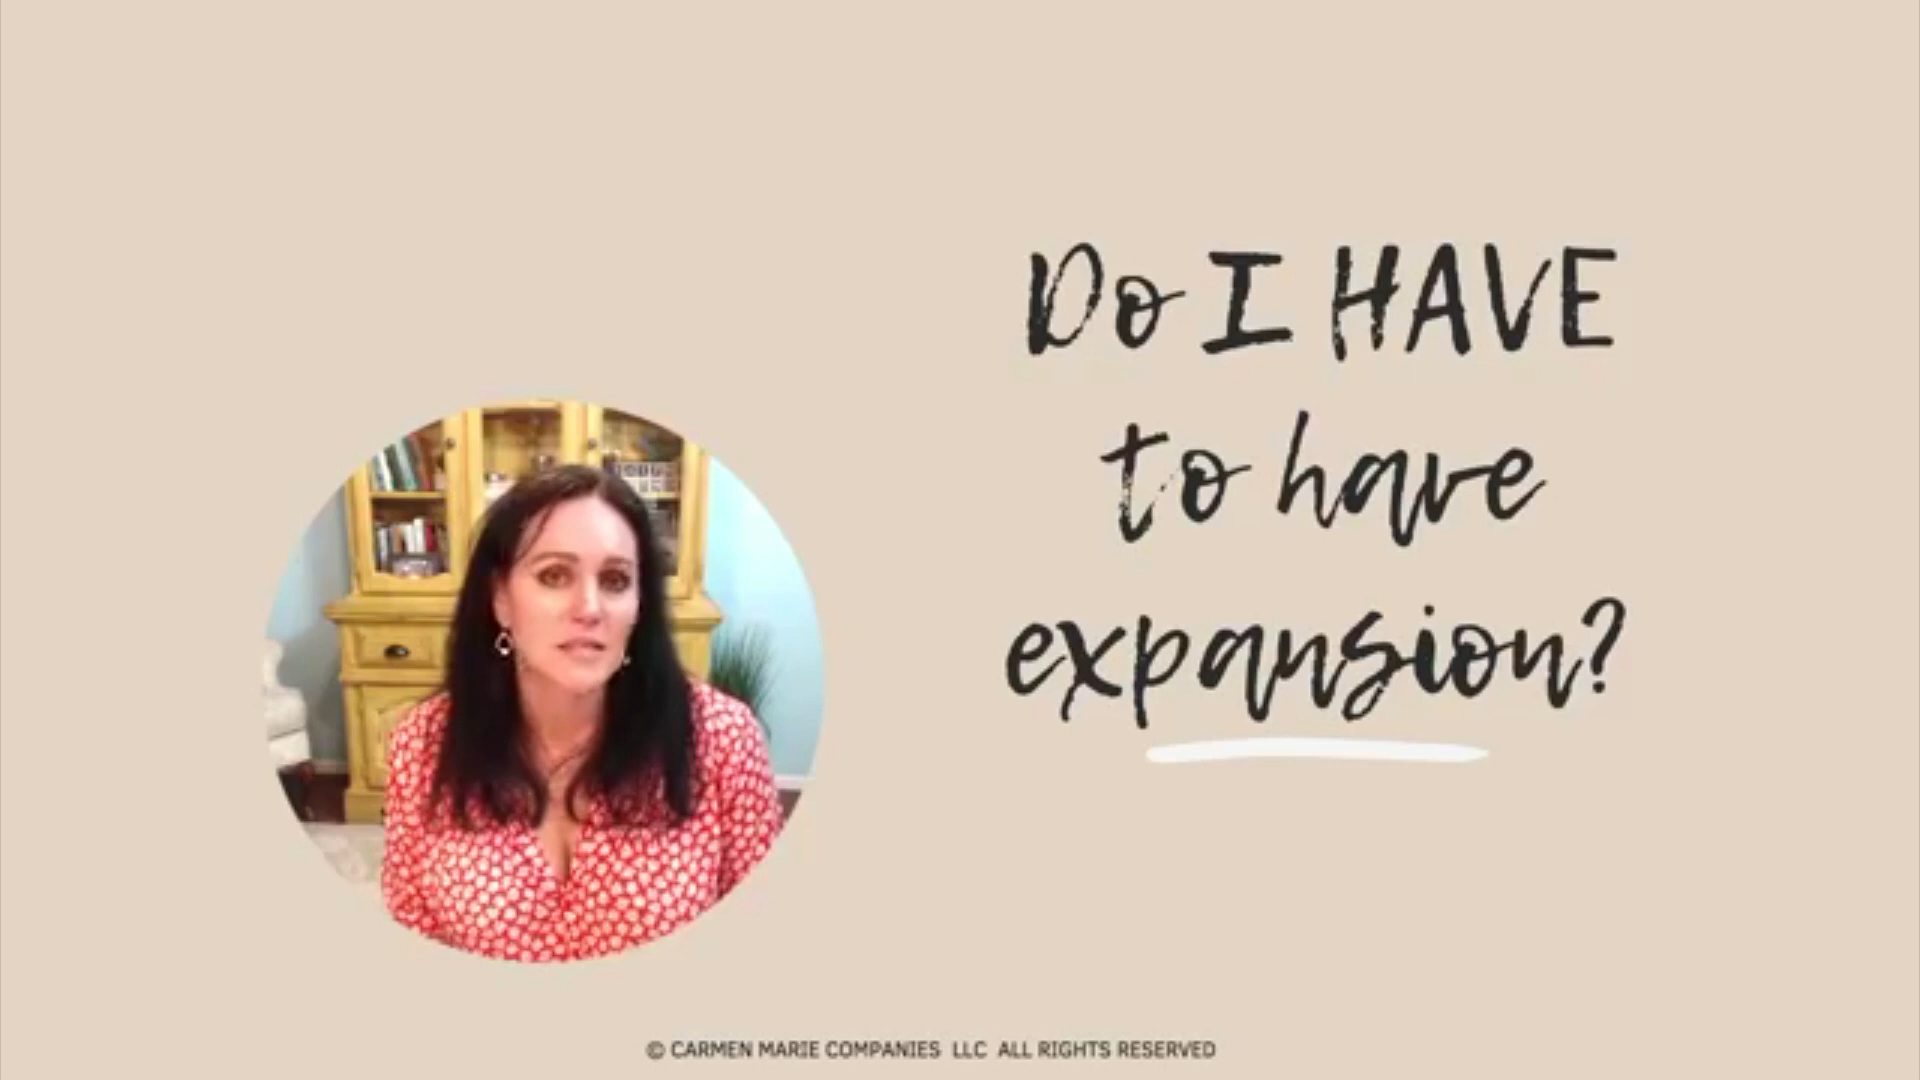 Do I HAVE
to have
expansion?
© CARMEN MARIE COMPANIES LLC ALL RIGHTS RESERVED